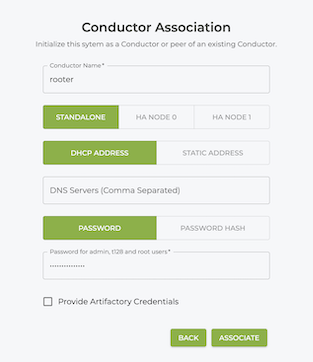 Conductor Association
Initialize this sytem as a Conductor or peer of an existing Conductor.
Conductor Name*
rooter
STANDALONE HA NODE 0 HA NODE 1
DHCP ADDRESS STATIC ADDRESS
DNS Servers (Comma Separated)
PASSWORD PASSWORD HASH
Password for admin, t128 and root users*
Provide Artifactory Credentials
BACK ASSOCIATE